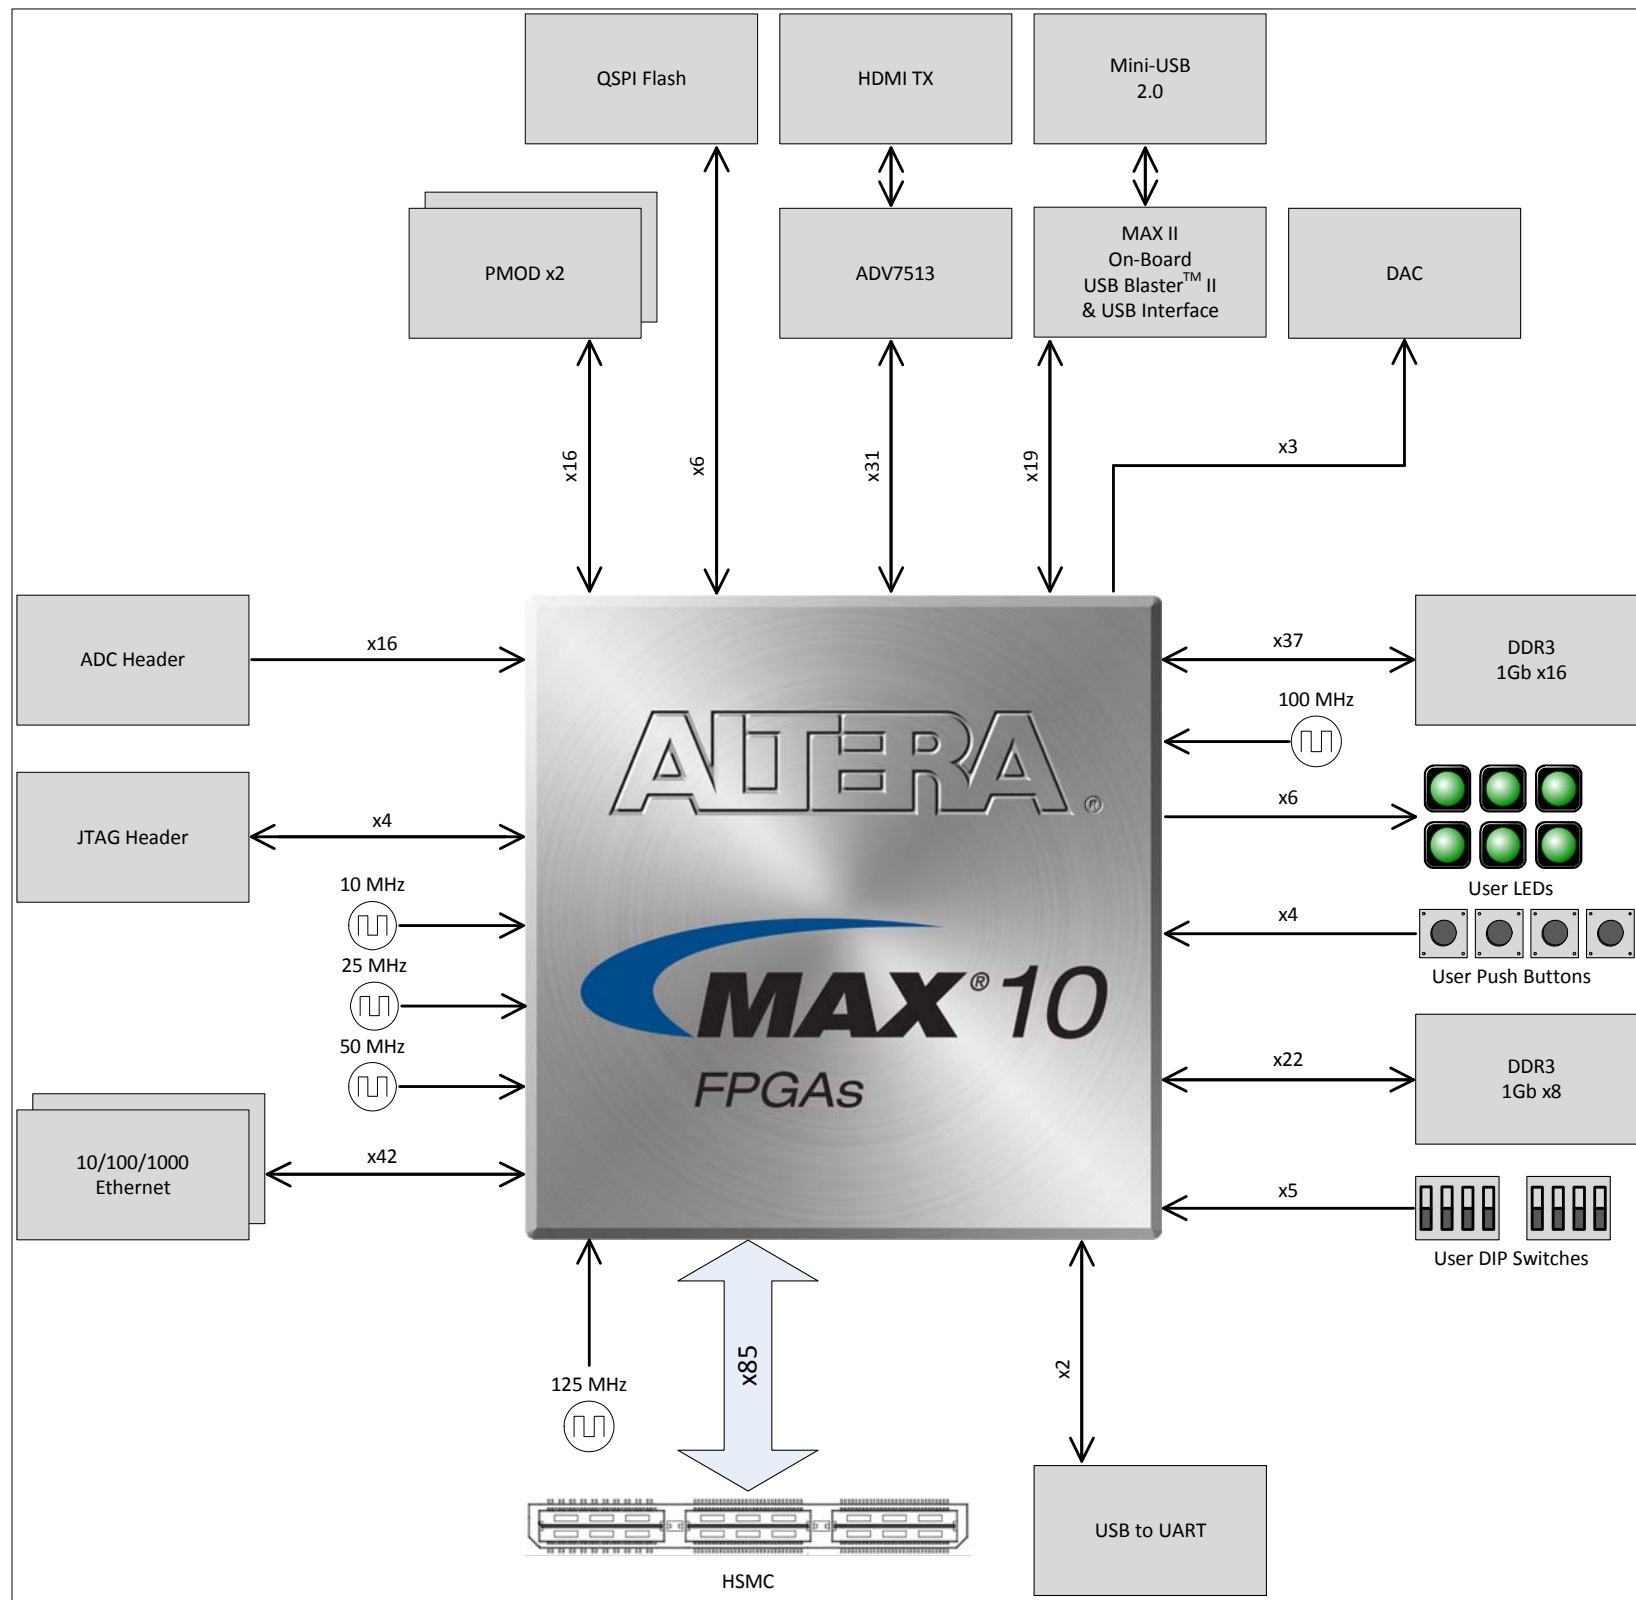 QSPI Flash
HDMI TX
Mini-USB
2.0
PMOD x2
ADV7513
MAX II
On-Board
USB Blaster™ II
& USB Interface
DAC
x16
x6
x31
x19
x3
ADC Header
x16
x37
DDR3
1Gb x16
100 MHz
ALTERA®
JTAG Header
x4
x6
User LEDs
10 MHz
x4
User Push Buttons
25 MHz
MAX® 10
50 MHz
FPGAs
x22
DDR3
1Gb x8
10/100/1000
Ethernet
x42
x5
User DIP Switches
125 MHz
x85
x2
USB to UART
HSMC